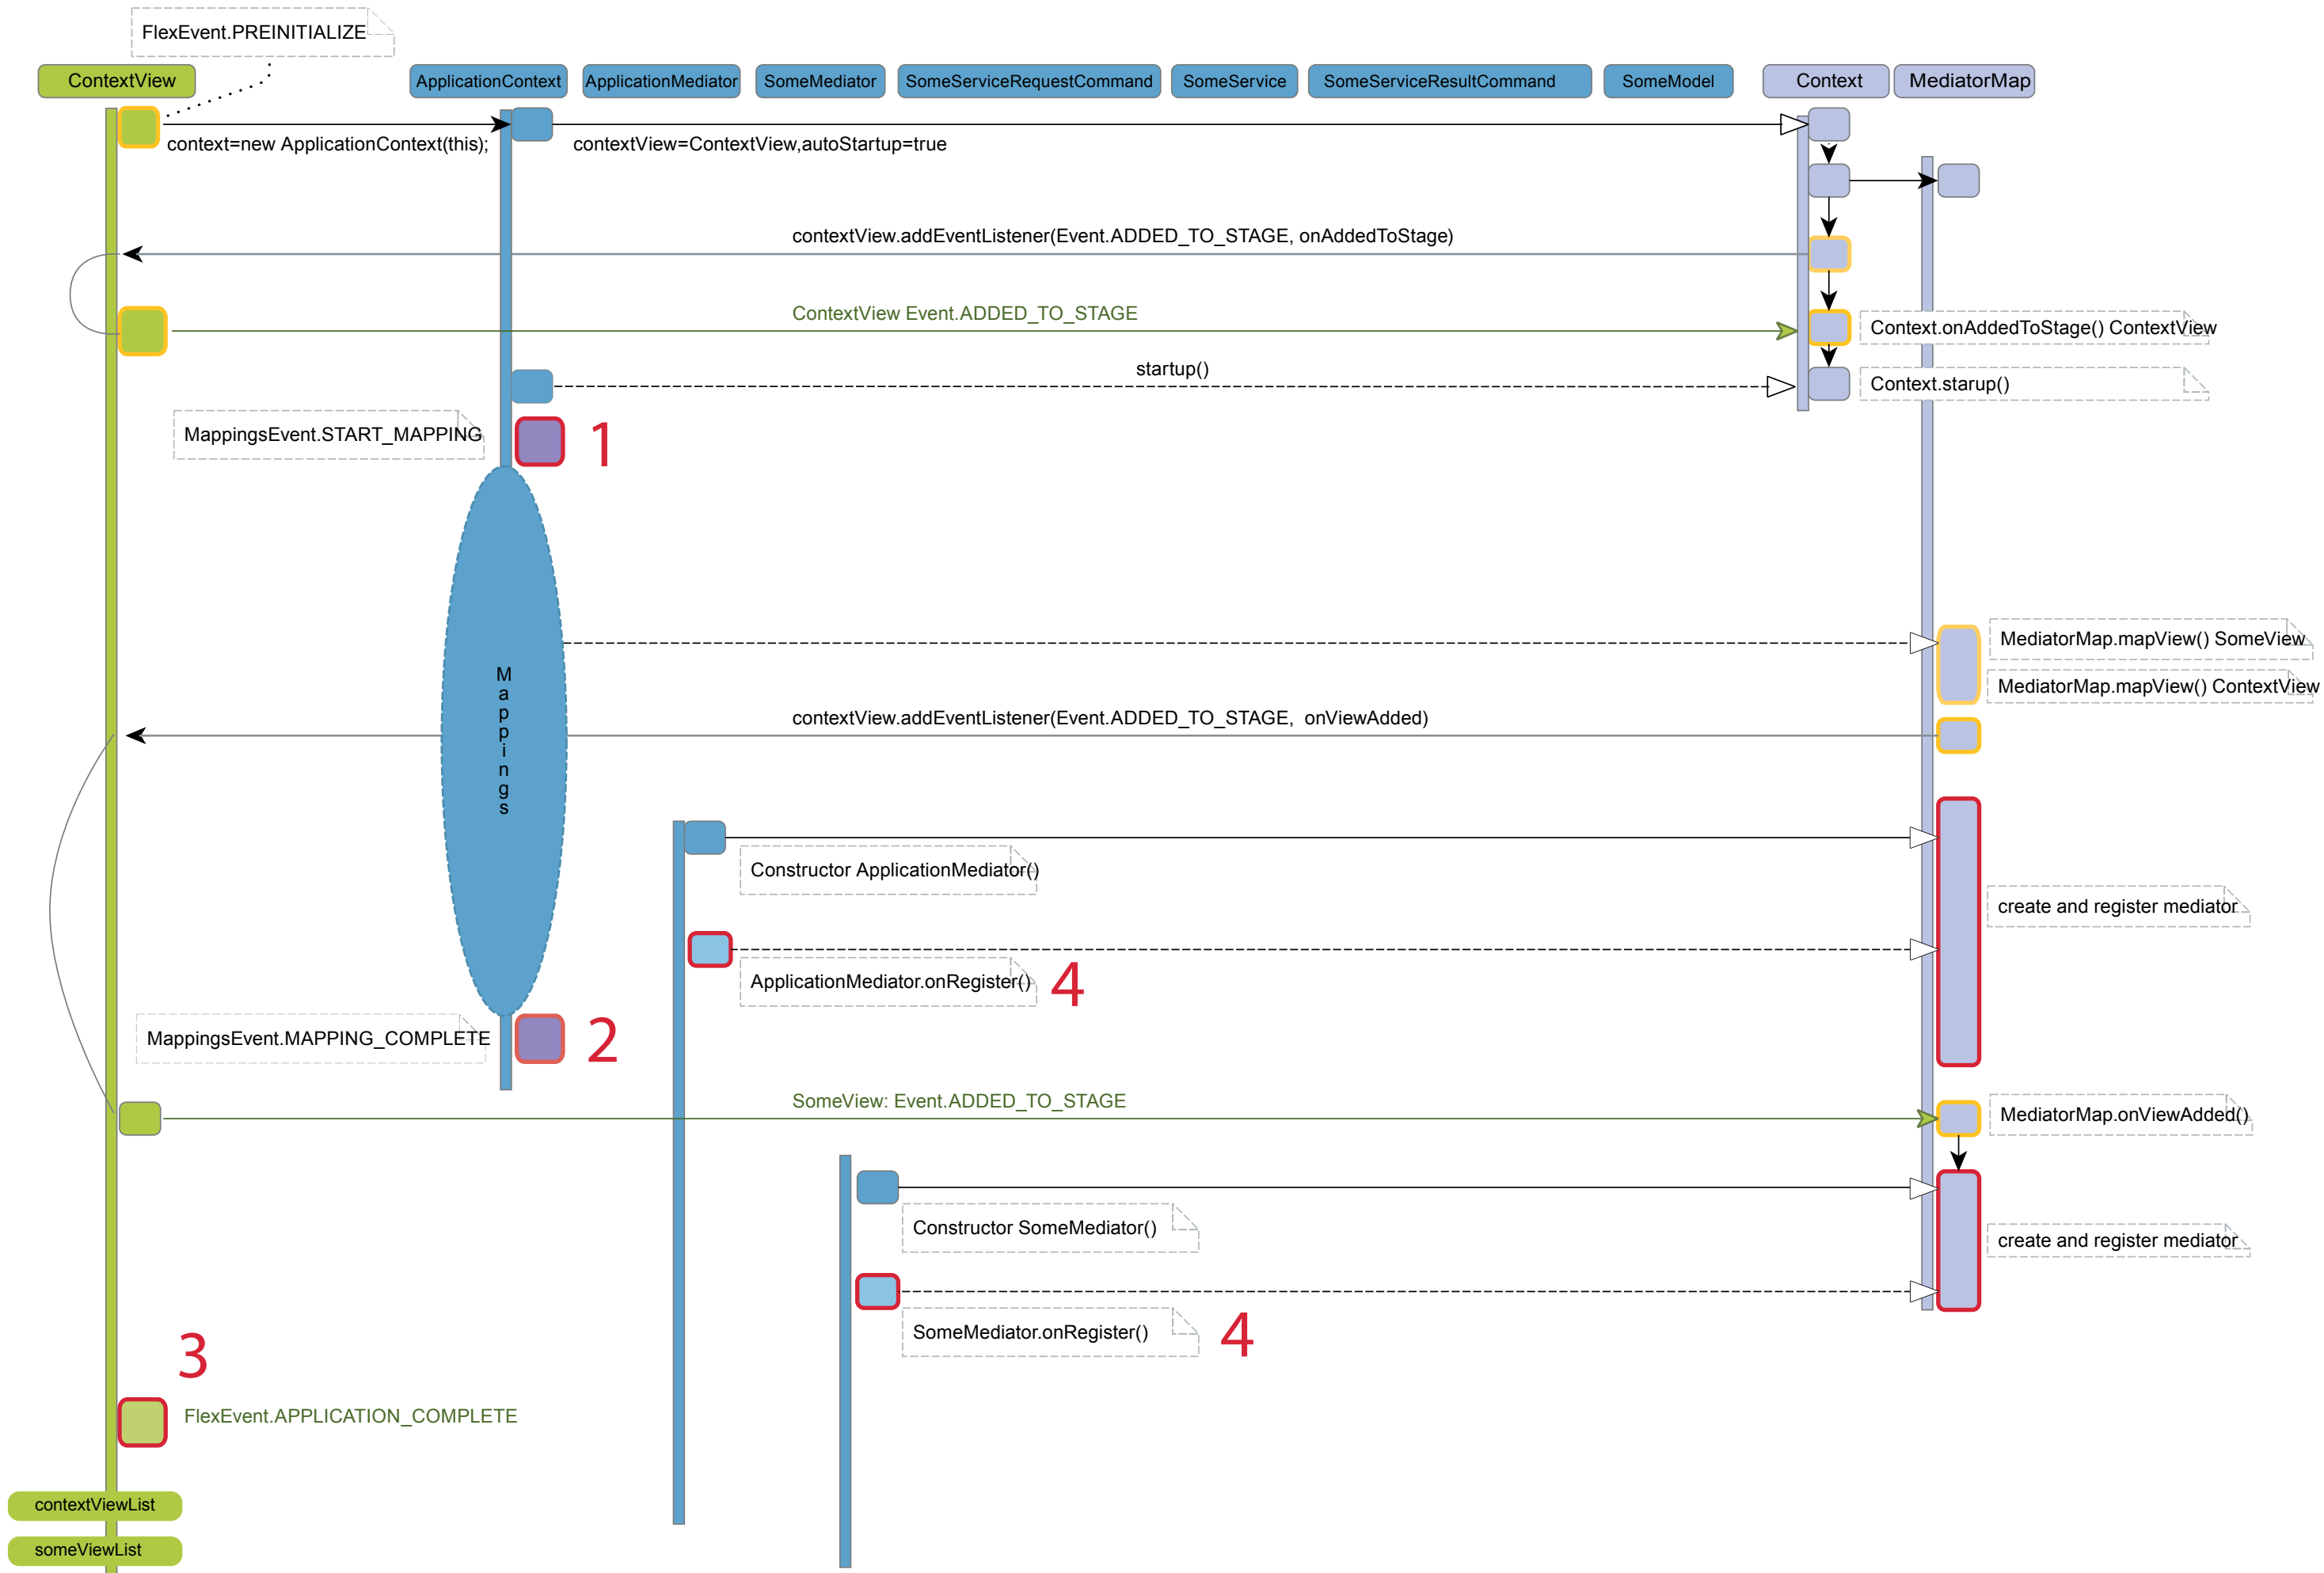 FlexEvent.PREINITIALIZE
ContextView
ApplicationContext
ApplicationMediator
SomeMediator
SomeServiceRequestCommand
SomeService
SomeServiceResultCommand
SomeModel
Context
MediatorMap
context=new ApplicationContext(this);
contextView=ContextView,autoStartup=true
contextView.addEventListener(Event.ADDED_TO_STAGE, onAddedToStage)
ContextView Event.ADDED_TO_STAGE
Context.onAddedToStage() ContextView
startup()
Context.starup()
MappingsEvent.START_MAPPING
1
MediatorMap.mapView() SomeView
Mappings
MediatorMap.mapView() ContextView
contextView.addEventListener(Event.ADDED_TO_STAGE, onViewAdded)
Constructor ApplicationMediator()
create and register mediator
ApplicationMediator.onRegister()
4
MappingsEvent.MAPPING_COMPLETE
2
SomeView: Event.ADDED_TO_STAGE
MediatorMap.onViewAdded()
Constructor SomeMediator()
create and register mediator
SomeMediator.onRegister()
4
3
FlexEvent.APPLICATION_COMPLETE
contextViewList
someViewList